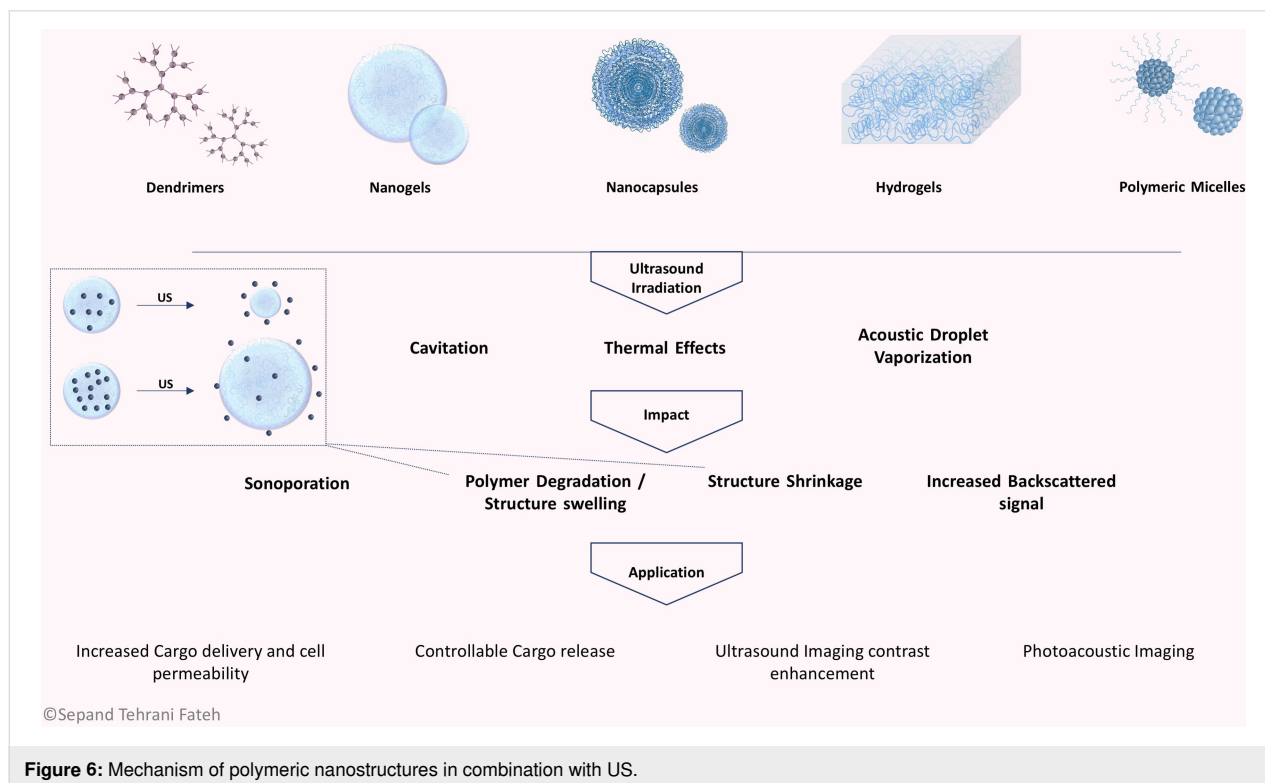 Dendrimers
Nanogels
Nanocapsules
Hydrogels
Polymeric Micelles
Ultrasound
Irradiation
US
US
Cavitation
Thermal Effects
Acoustic Droplet
Vaporization
Impact
Sonoporation
Polymer Degradation /
Structure swelling
Structure Shrinkage
Increased Backscattered
signal
Application
Increased Cargo delivery and cell
permeability
Controllable Cargo release
Ultrasound Imaging contrast
enhancement
Photoacoustic Imaging
©Sepand Tehrani Fateh
Figure 6: Mechanism of polymeric nanostructures in combination with US.